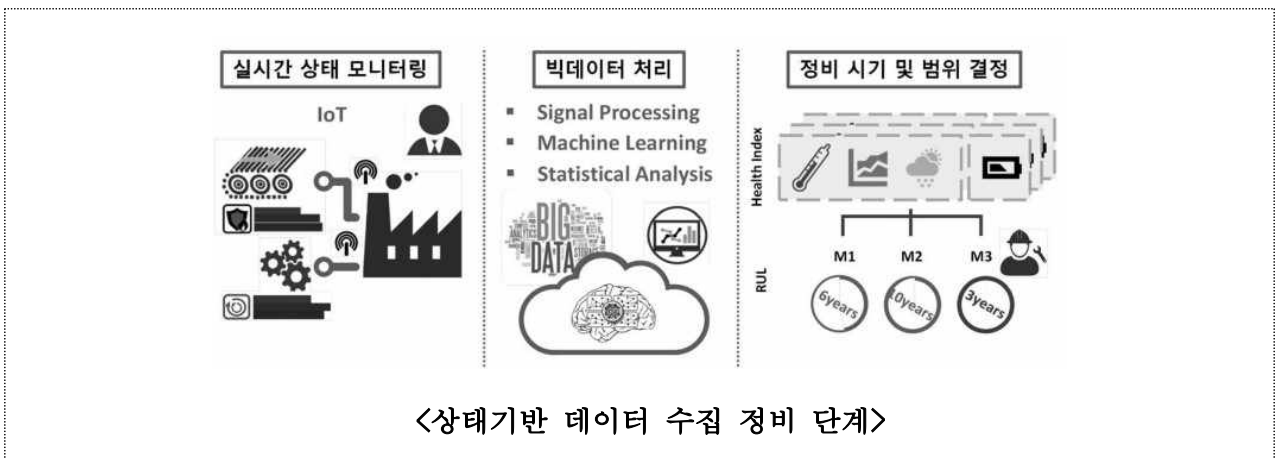 실시간 상태 모니터링
IoT
빅데이터 처리
▪ Signal Processing
▪ Machine Learning
▪ Statistical Analysis
BIG
DATA
정비 시기 및 범위 결정
Health Index
M1 M2 M3
RUL
6years 10years 3years
<상태기반 데이터 수집 정비 단계>